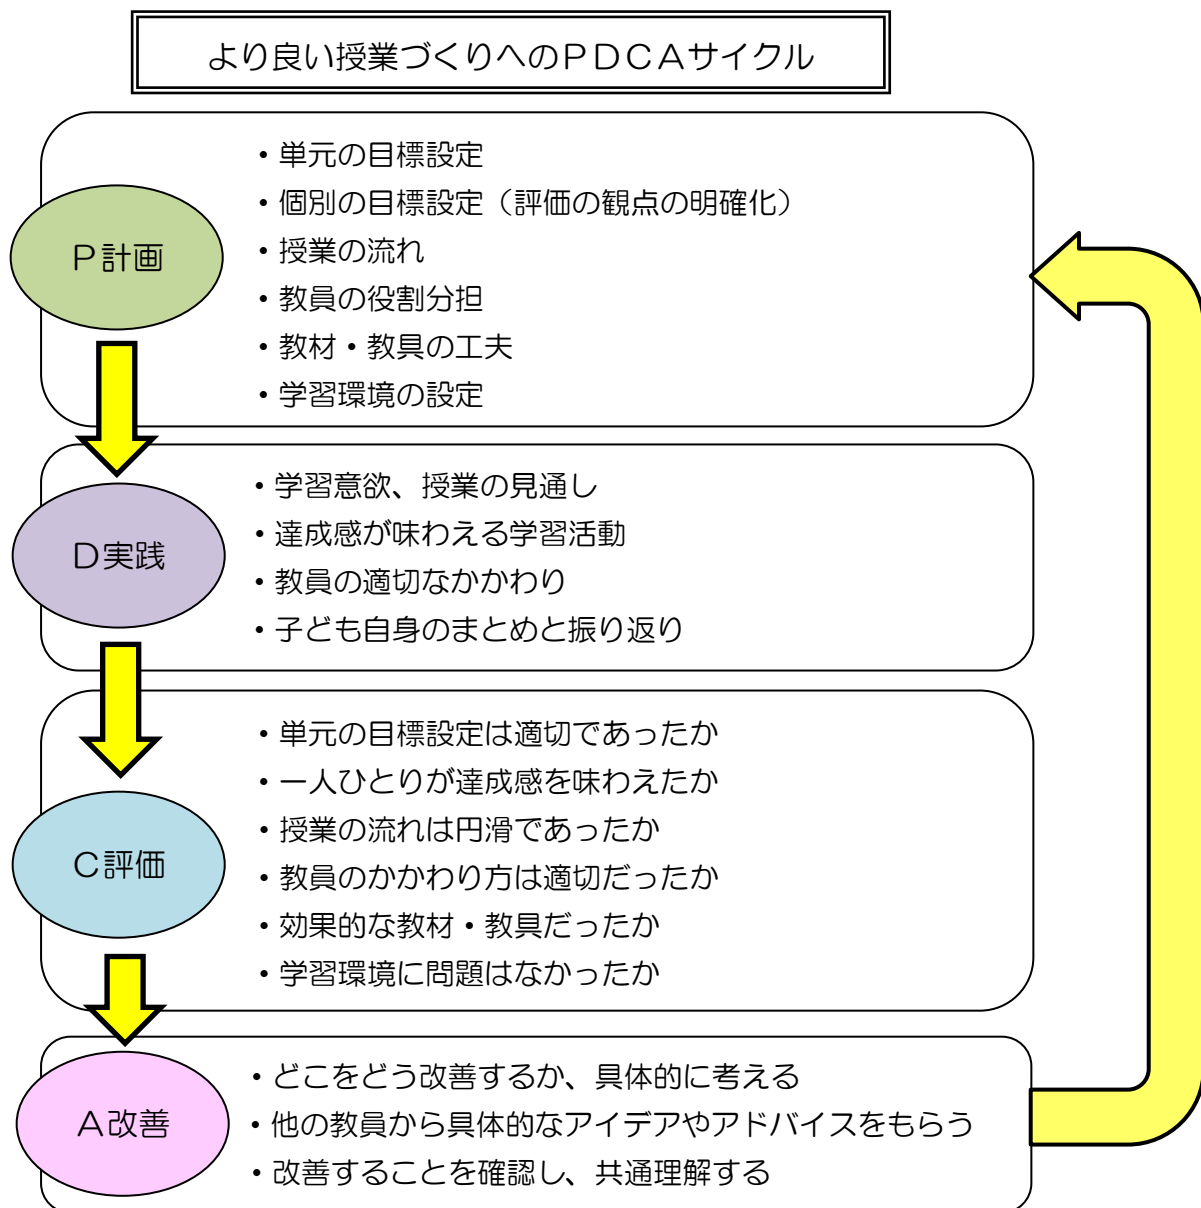 より良い授業づくりへのPDCAサイクル
P計画
・単元の目標設定
・個別の目標設定（評価の観点の明確化）
・授業の流れ
・教員の役割分担
・教材・教具の工夫
・学習環境の設定
D実践
・学習意欲、授業の見通し
・達成感が味わえる学習活動
・教員の適切なかかわり
・子ども自身のまとめと振り返り
C評価
・単元の目標設定は適切であったか
・一人ひとりが達成感を味わえたか
・授業の流れは円滑であったか
・教員のかかわり方は適切だったか
・効果的な教材・教具だったか
・学習環境に問題はなかったか
A改善
・どこをどう改善するか、具体的に考える
・他の教員から具体的なアイデアやアドバイスをもらう
・改善することを確認し、共通理解する